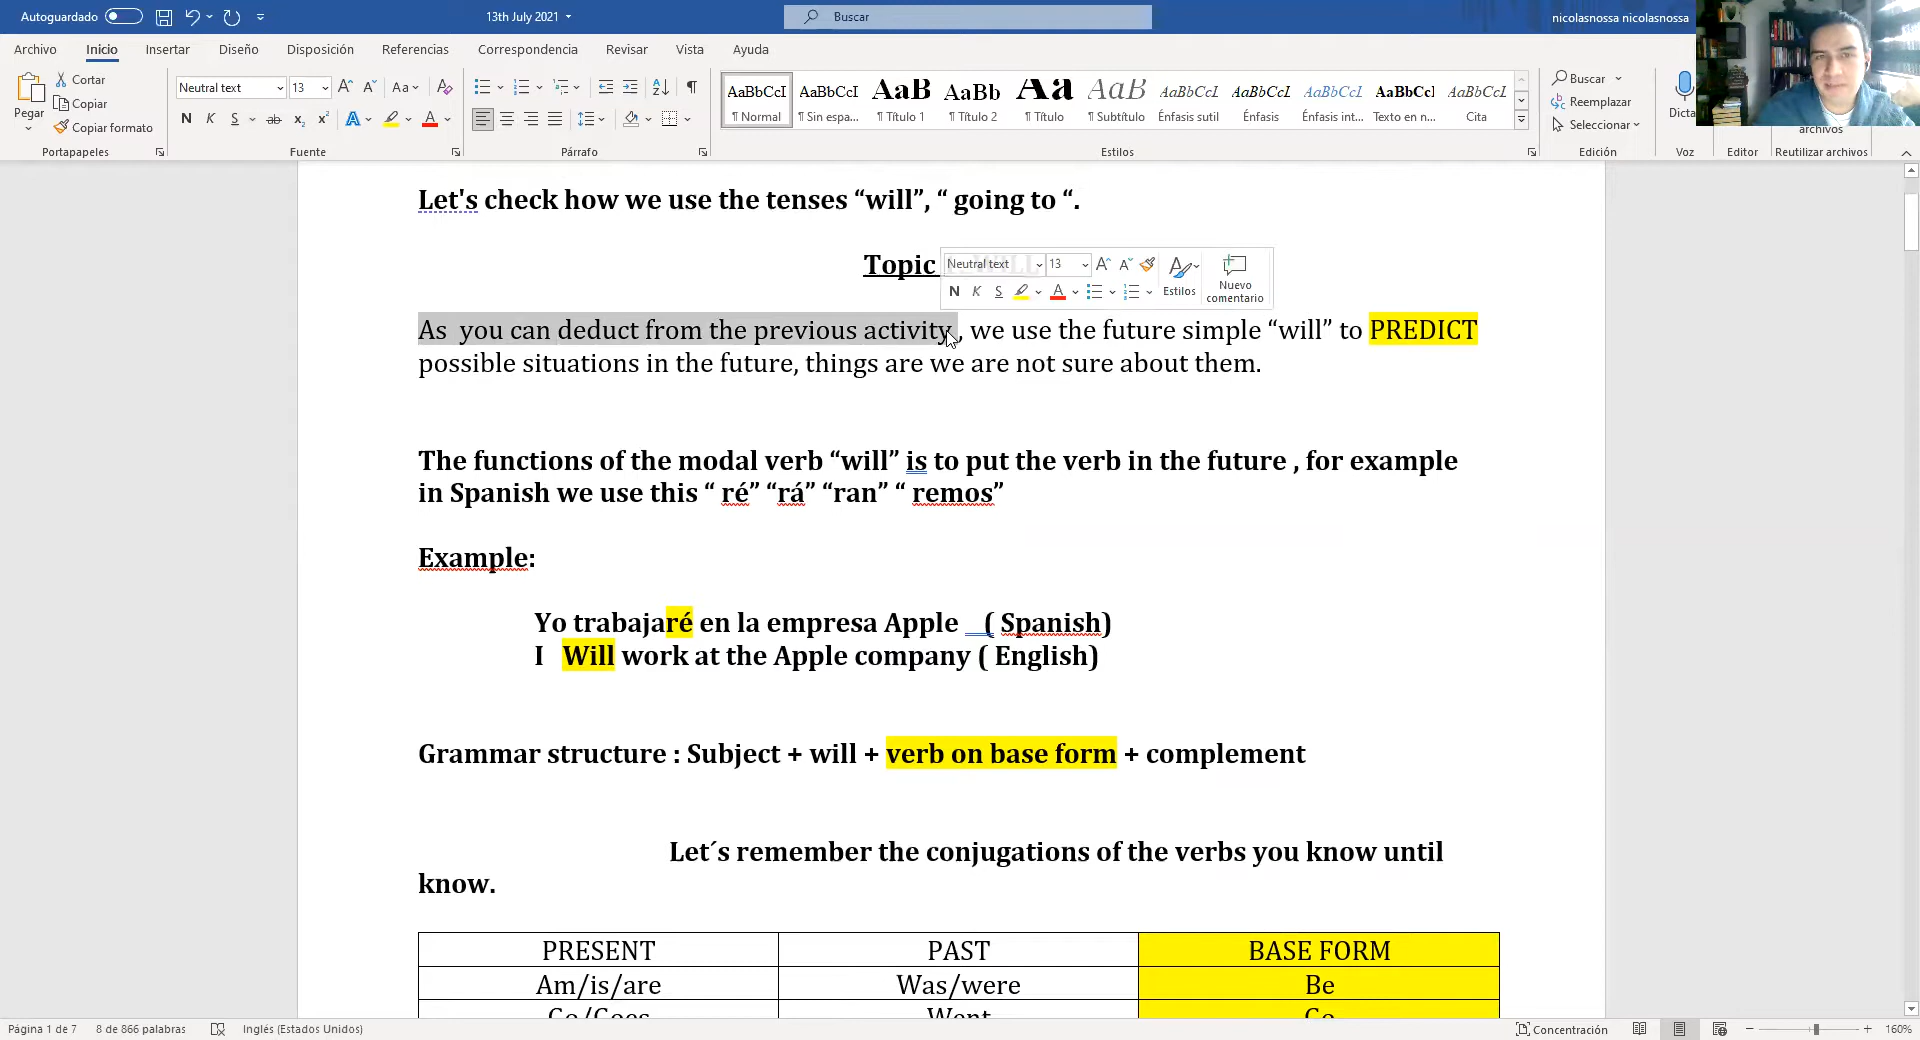 Autoguardado
13th July 2021
Buscar
nicolasnossa nicolasnossa
Archivo Inicio Insertar Diseño Disposición Referencias Correspondencia Revisar Vista Ayuda
Pegar
Cortar
Copiar
Copiar formato
Portapapeles
Neutral text 13
Aa
N K S ab x₂ x² A A
Fuente
Párrafo
AaBbCcI AaBbCcI AaB AaBb Aa AaB AaBbCcI AaBbCcI AaBbCcI AaBbCcI AaBbCcI
¶ Normal ¶ Sin espa... ¶ Título 1 ¶ Título 2 ¶ Título ¶ Subtítulo Énfasis sutil Énfasis Énfasis int... Texto en n... Cita
Estilos
Buscar
Reemplazar
Seleccionar
Edición
Dicta
Voz
Editor
archivos
Reutilizar archivos
Let's check how we use the tenses “will”, “ going to “.
Topic
Neutral text 13
N K S A
Estilos
Nuevo
comentario
As  you can deduct from the previous activity , we use the future simple “will” to PREDICT
possible situations in the future, things are we are not sure about them.
The functions of the modal verb “will” is to put the verb in the future , for example
in Spanish we use this “ ré” “rá” “ran” “ remos”
Example:
Yo trabajaré en la empresa Apple   ( Spanish)
I   Will work at the Apple company ( English)
Grammar structure : Subject + will + verb on base form + complement
Let´s remember the conjugations of the verbs you know until
know.
PRESENT PAST BASE FORM
Am/is/are Was/were Be
Go/Goes Went Go
Página 1 de 7 8 de 866 palabras Inglés (Estados Unidos) Concentración 160%